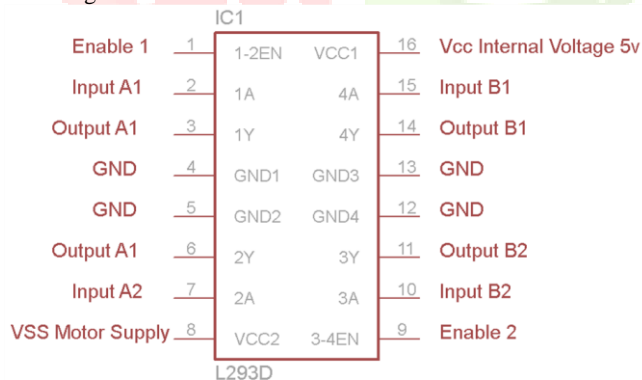 IC1
Enable 1 1 1-2EN VCC1 16 Vcc Internal Voltage 5v
Input A1 2 1A 4A 15 Input B1
Output A1 3 1Y 4Y 14 Output B1
GND 4 GND1 GND3 13 GND
GND 5 GND2 GND4 12 GND
Output A1 6 2Y 3Y 11 Output B2
Input A2 7 2A 3A 10 Input B2
VSS Motor Supply 8 VCC2 3-4EN 9 Enable 2
L293D